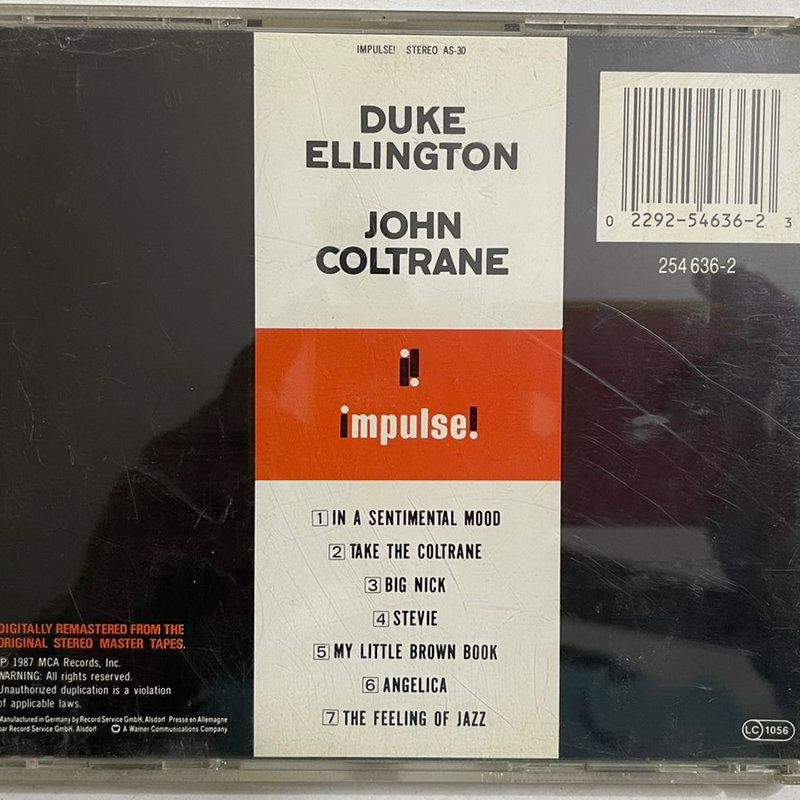 IMPULSE! STEREO AS-30
DUKE
ELLINGTON
JOHN
COLTRANE
0 2292-54636-2 3
254 636-2
impulse!
1 IN A SENTIMENTAL MOOD
2 TAKE THE COLTRANE
3 BIG NICK
4 STEVIE
5 MY LITTLE BROWN BOOK
6 ANGELICA
7 THE FEELING OF JAZZ
DIGITALLY REMASTERED FROM THE
ORIGINAL STEREO MASTER TAPES.
℗ 1987 MCA Records, Inc.
WARNING: All rights reserved.
Unauthorized duplication is a violation
of applicable laws.
Manufactured in Germany by Record Service GmbH, Alsdorf Presse en Allemagne
par Record Service GmbH. Alsdorf A Warner Communications Company
LC 1056